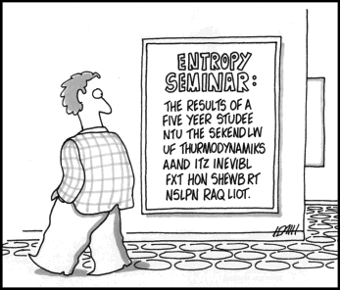 ENTROPY
SEMINAR:
THE RESULTS OF A
FIVE YEER STUDEE
NTU THE SEKEND LW
UF THURMODYNAMIKS
AAND ITZ INEVIBL
FXT HON SHEWB RT
NSLPN RAQ LIOT.